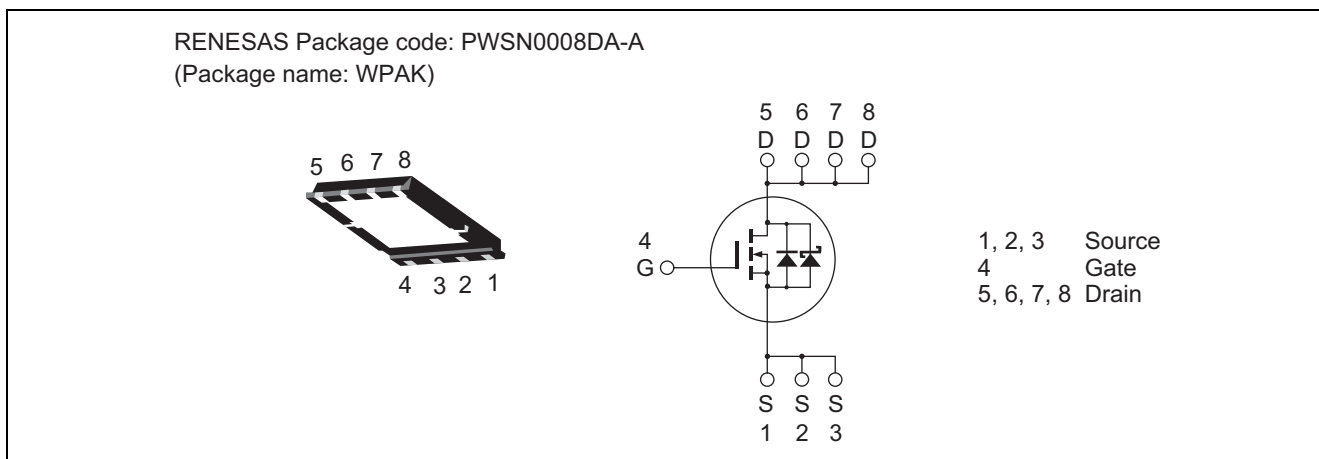 RENESAS Package code: PWSN0008DA-A
(Package name: WPAK)
5 6 7 8
4 3 2 1
5 6 7 8
D D D D
4
G
S S S
1 2 3
1, 2, 3 Source
4 Gate
5, 6, 7, 8 Drain